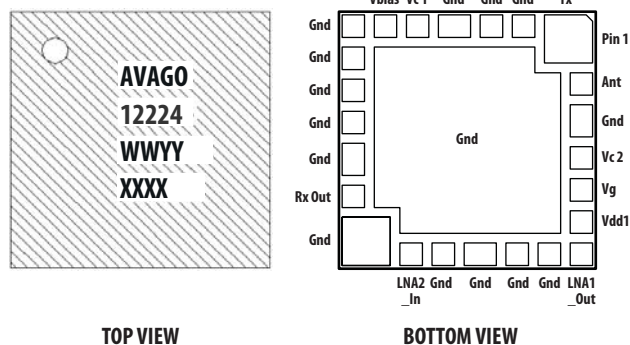 Vbias Vc 1 Gnd Gnd Gnd
Gnd
Gnd
Gnd
Gnd
Gnd
Rx Out
Gnd
AVAGO
12224
WWYY
XXXX
Gnd
Pin 1
Ant
Gnd
Vc 2
Vg
Vdd1
LNA2
_In
Gnd
Gnd
Gnd
Gnd
LNA1
_Out
TOP VIEW
BOTTOM VIEW